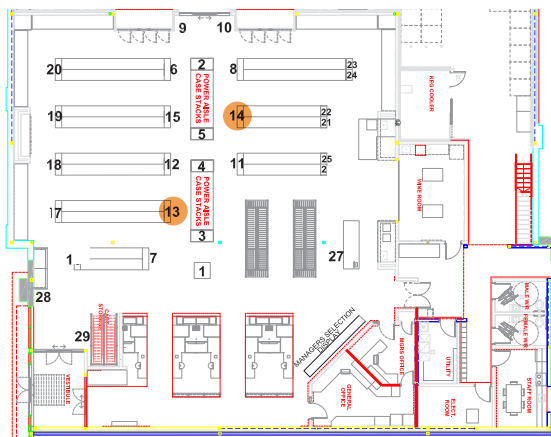 9 10
20 6 2 8 23
24
POWER AISLE
CASE STACKS
KEG COOLER
19 15 14 22
21
5
18 12 4 11 25
2
POWER AISLE
CASE STACKS
WINE ROOM
17 13
3
1 7 1 27
28
29
VESTIBULE
MANAGERS SELECTION
DISPLAY
MGRS OFFICE
GENERAL
OFFICE
UTILITY
ELECT.
ROOM
MALE WR
FEMALE WR
STAFF ROOM